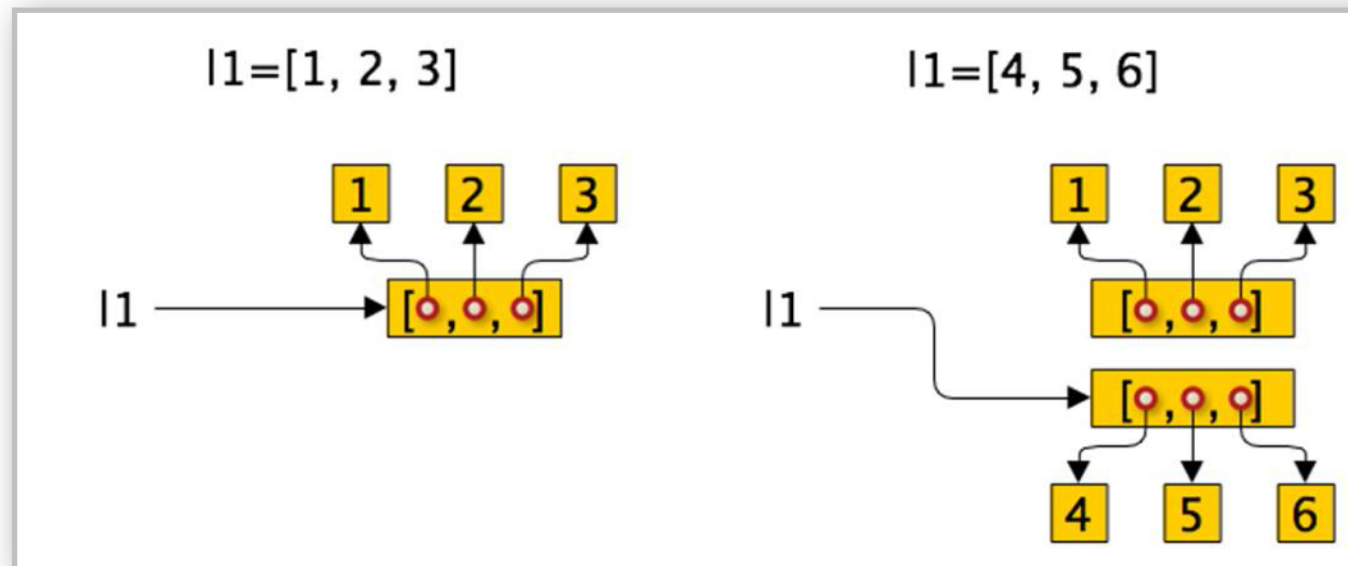 l1=[1, 2, 3]
l1=[4, 5, 6]
1 2 3
1 2 3
l1
[ , , ]
l1
[ , , ]
[ , , ]
4 5 6